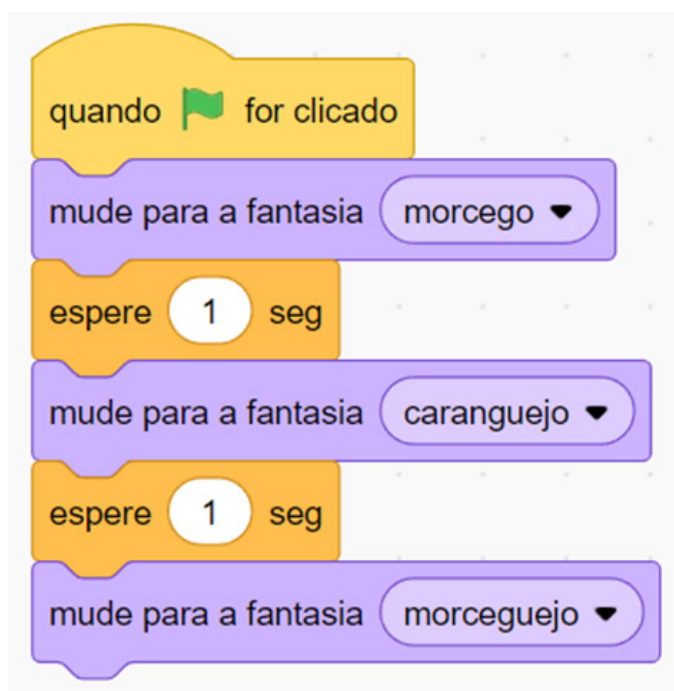 quando for clicado
mude para a fantasia morcego
espere 1 seg
mude para a fantasia caranguejo
espere 1 seg
mude para a fantasia morceguejo